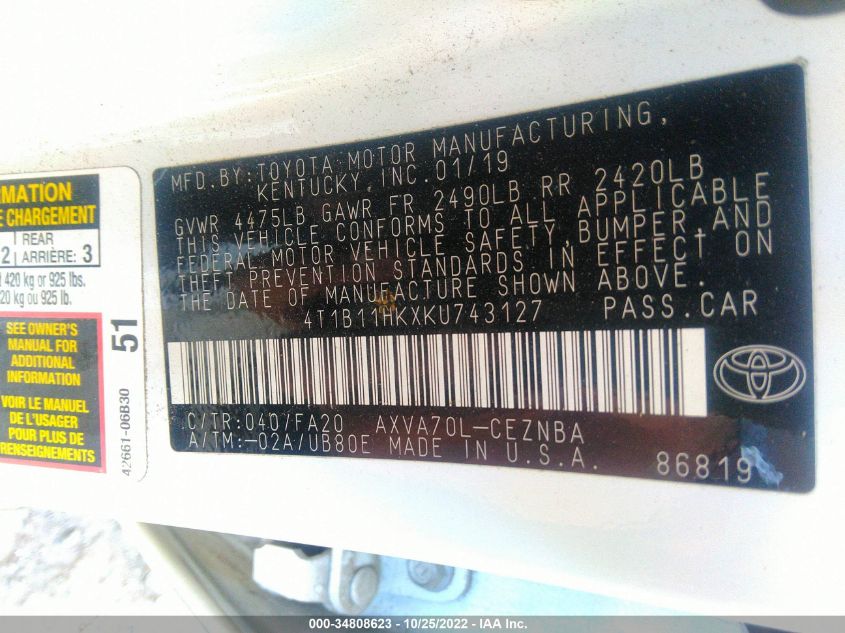 RMATION
E CHARGEMENT
2 REAR ARRIÈRE: 3
420 kg or 925 lbs.
20 kg ou 925 lb.
SEE OWNER'S
MANUAL FOR
ADDITIONAL
INFORMATION
VOIR LE MANUEL
DE L'USAGER
POUR PLUS DE
RENSEIGNEMENTS
51
42661-06B30
MFD. BY: TOYOTA MOTOR MANUFACTURING,
KENTUCKY, INC. 01/19
GVWR 4475LB GAWR FR 2490LB RR 2420LB
THIS VEHICLE CONFORMS TO ALL APPLICABLE
FEDERAL MOTOR VEHICLE SAFETY, BUMPER, AND
THEFT PREVENTION STANDARDS IN EFFECT ON
THE DATE OF MANUFACTURE SHOWN ABOVE.
4T1B11HKXKU743127 PASS. CAR
C/TR: 040/FA20 AXVA70L-CEZNBA
A/TM: -02A/UB80E MADE IN U.S.A.
86819
000-34808623 - 10/25/2022 - IAA Inc.